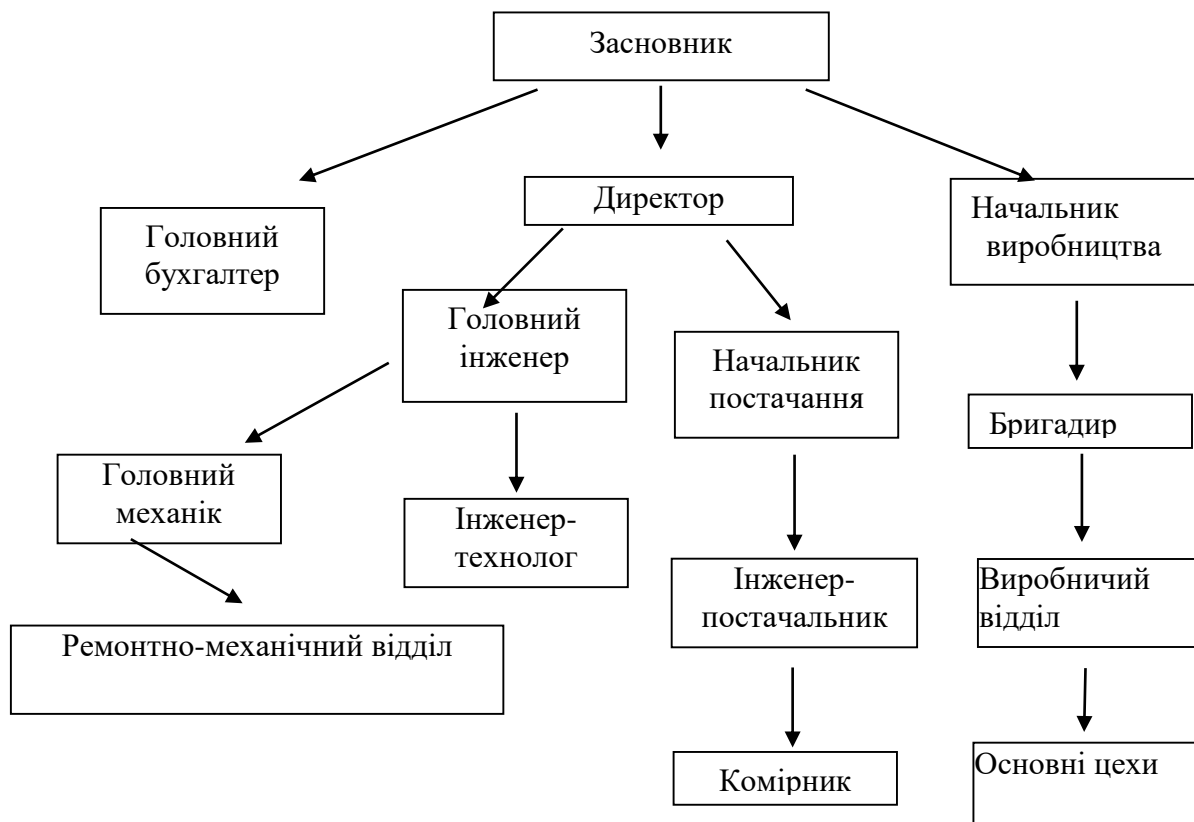 Засновник
Директор
Начальник
виробництва
Головний
бухгалтер
Головний
інженер
Начальник
постачання
Бригадир
Головний
механік
Інженер-
технолог
Інженер-
постачальник
Виробничий
відділ
Ремонтно-механічний відділ
Комірник
Основні цехи